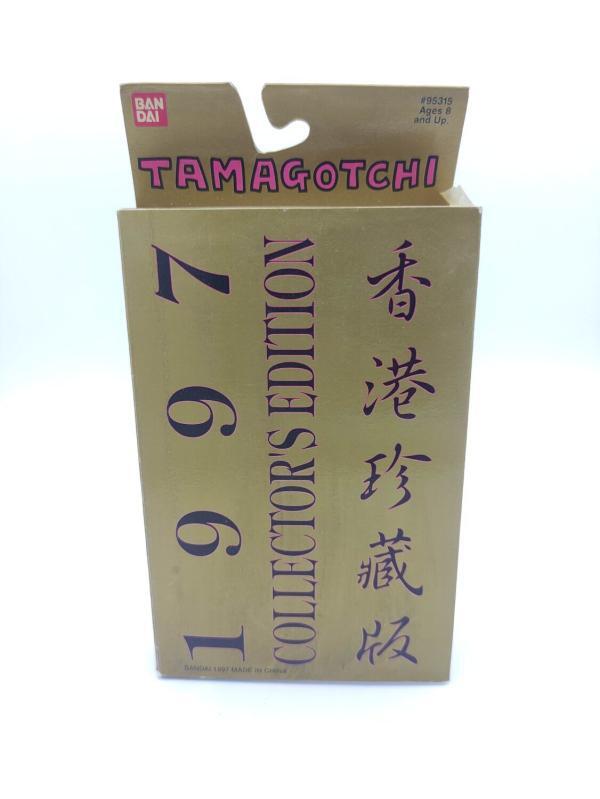 BAN
DAI
#95315
Ages 8
and Up.
TAMAGOTCHI
1997
COLLECTOR'S EDITION
香港珍藏版
BANDAI 1997 MADE IN CHINA